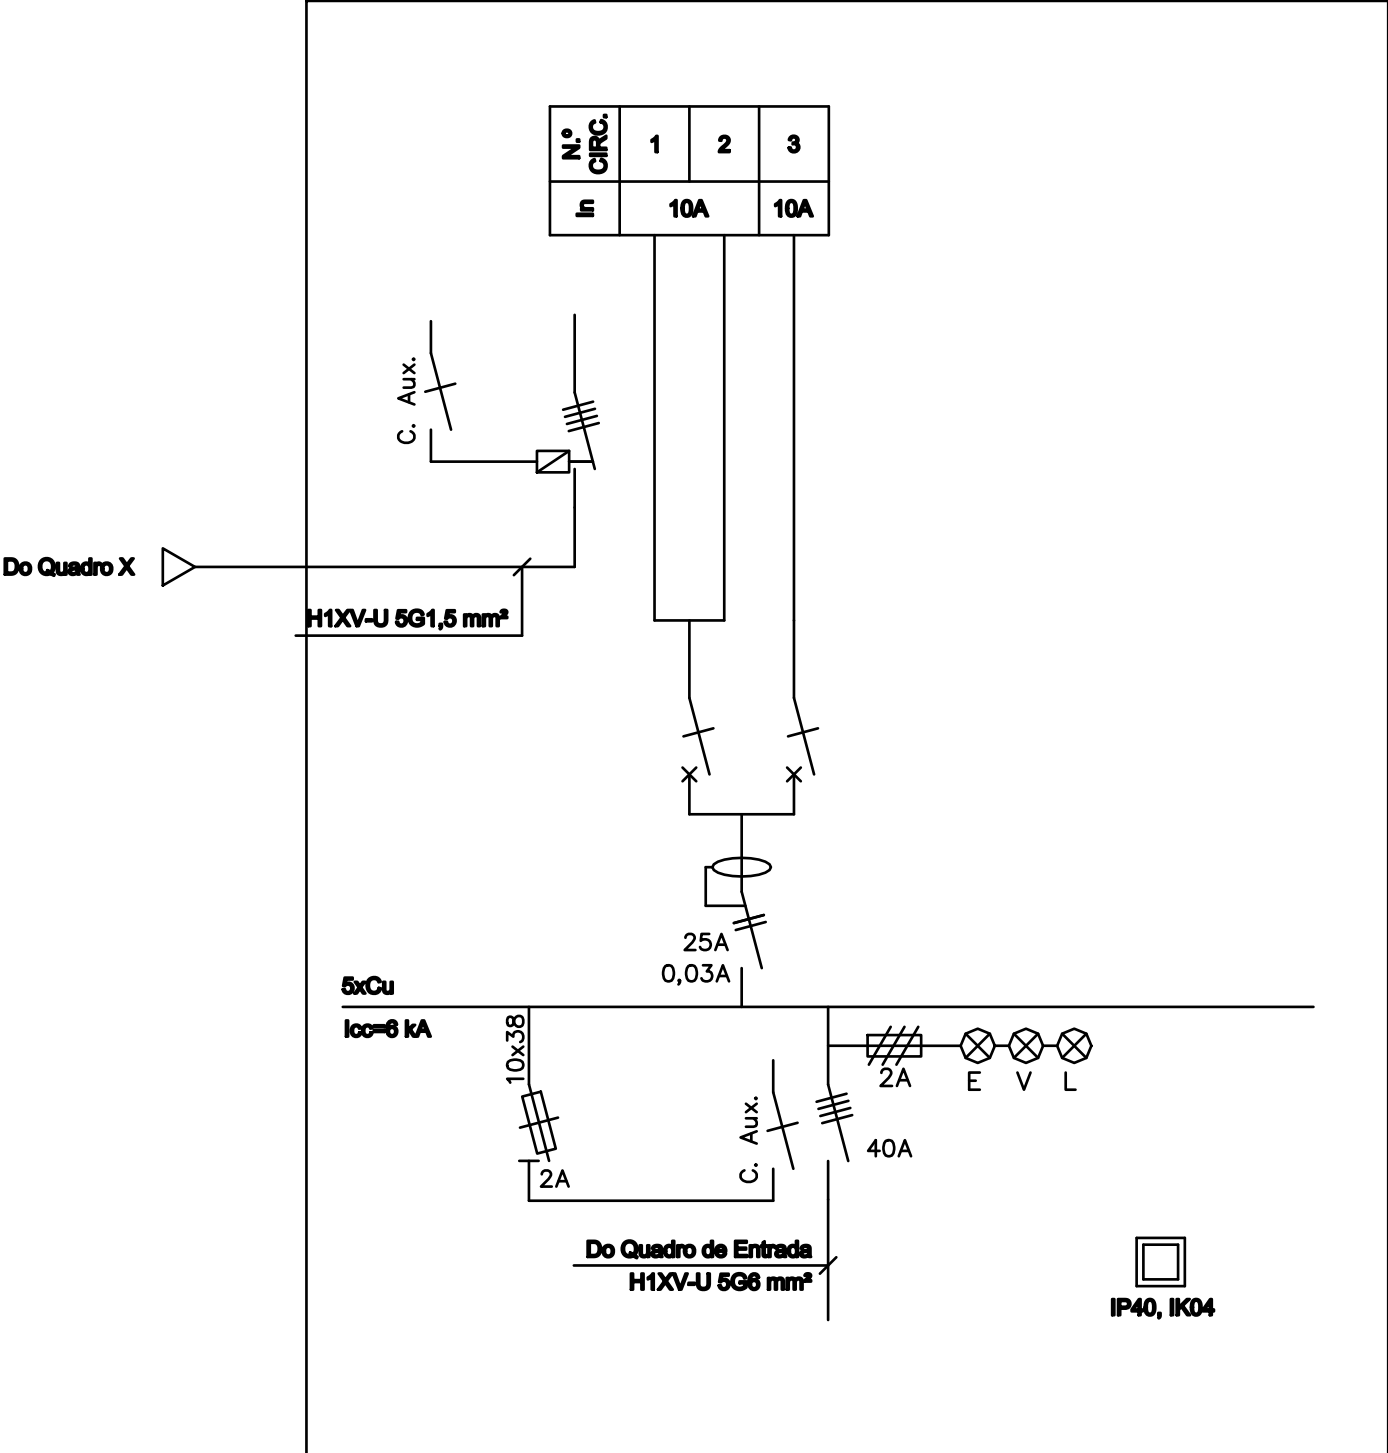 N.º
CIRC.
1
2
3
In
10A
10A
C. Aux.
Do Quadro X
H1XV-U 5G1,5 mm²
25A
0,03A
5xCu
Icc=6 kA
10x38
2A
E
V
L
C. Aux.
40A
2A
Do Quadro de Entrada
H1XV-U 5G6 mm²
IP40, IK04